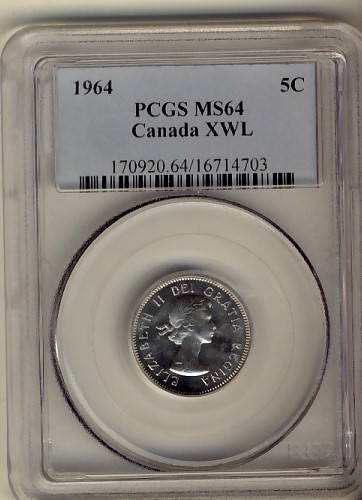 1964 5C
PCGS MS64
Canada XWL
170920.64/16714703
ELIZABETH II DEI GRATIA REGINA